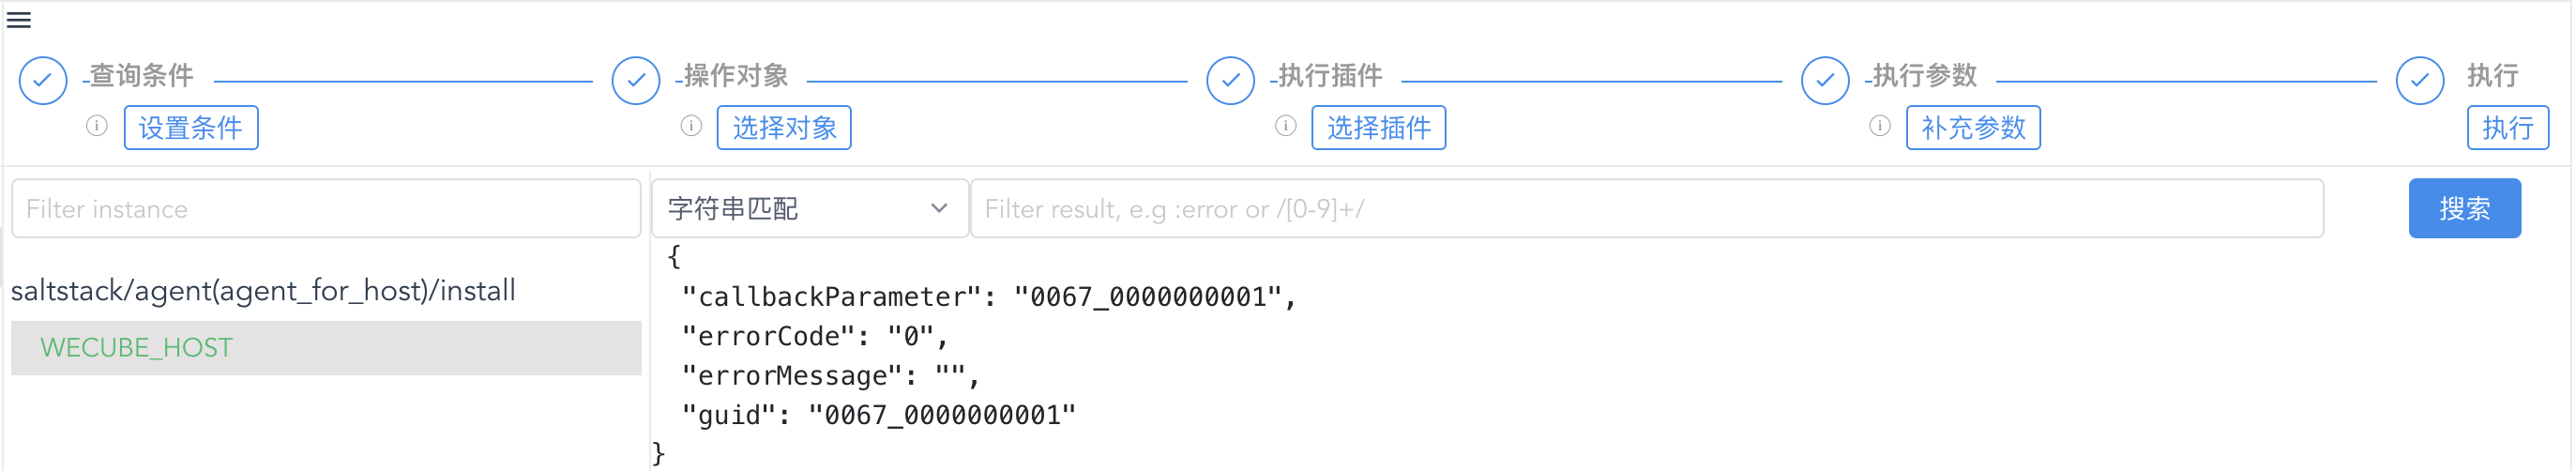 查询条件
操作对象
执行插件
执行参数
执行
设置条件
选择对象
选择插件
补充参数
执行
Filter instance
字符串匹配
Filter result, e.g :error or /[0-9]+/
搜索
saltstack/agent(agent_for_host)/install
WECUBE_HOST
{
"callbackParameter": "0067_0000000001",
"errorCode": "0",
"errorMessage": "",
"guid": "0067_0000000001"
}